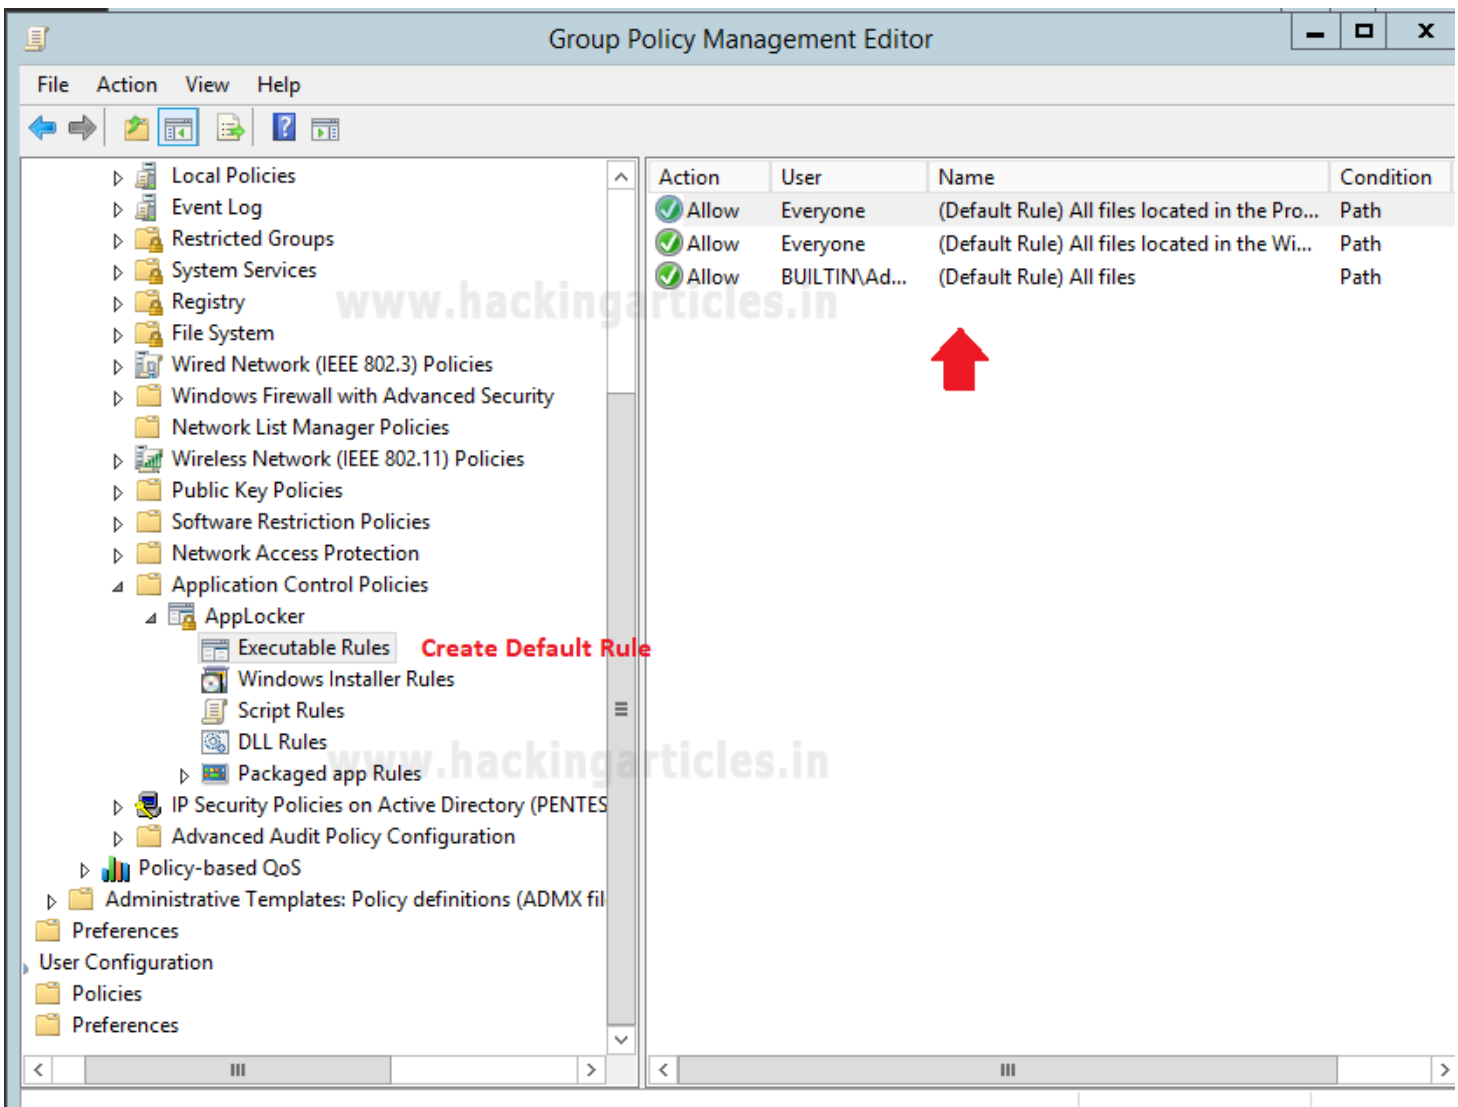 Group Policy Management Editor
File Action View Help
Local Policies
Event Log
Restricted Groups
System Services
Registry
File System
Wired Network (IEEE 802.3) Policies
Windows Firewall with Advanced Security
Network List Manager Policies
Wireless Network (IEEE 802.11) Policies
Public Key Policies
Software Restriction Policies
Network Access Protection
Application Control Policies
AppLocker
Executable Rules Create Default Rule
Windows Installer Rules
Script Rules
DLL Rules
Packaged app Rules
IP Security Policies on Active Directory (PENTES
Advanced Audit Policy Configuration
Policy-based QoS
Administrative Templates: Policy definitions (ADMX fil
Preferences
User Configuration
Policies
Preferences
Action User Name Condition
Allow Everyone (Default Rule) All files located in the Pro... Path
Allow Everyone (Default Rule) All files located in the Wi... Path
Allow BUILTIN\Ad... (Default Rule) All files Path
www.hackingarticles.in
www.hackingarticles.in